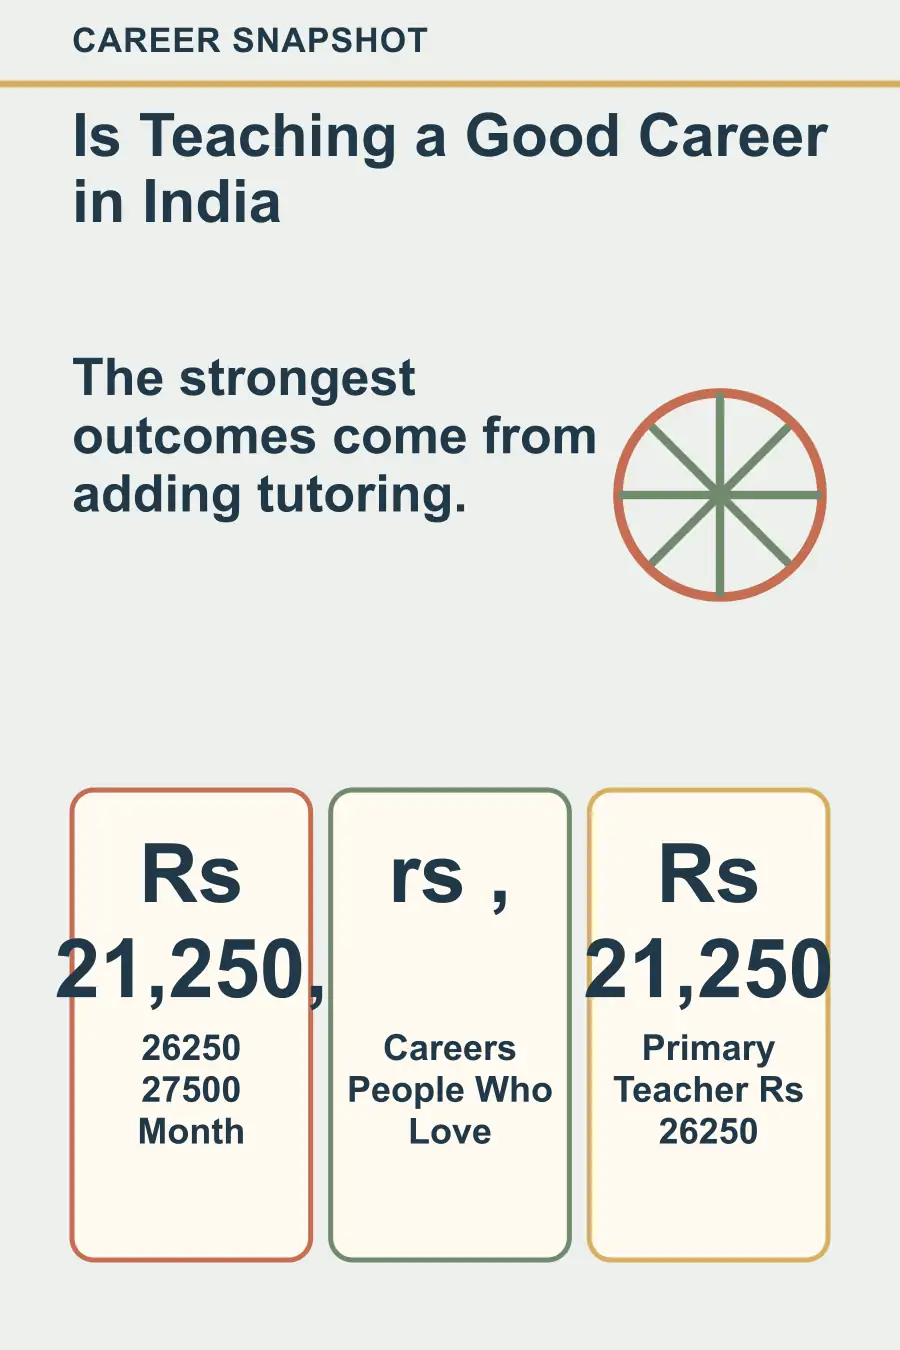 CAREER SNAPSHOT
Is Teaching a Good Career
in India
The strongest
outcomes come from
adding tutoring.
Rs
21,250,
26250
27500
Month
rs ,
Careers
People Who
Love
Rs
21,250
Primary
Teacher Rs
26250